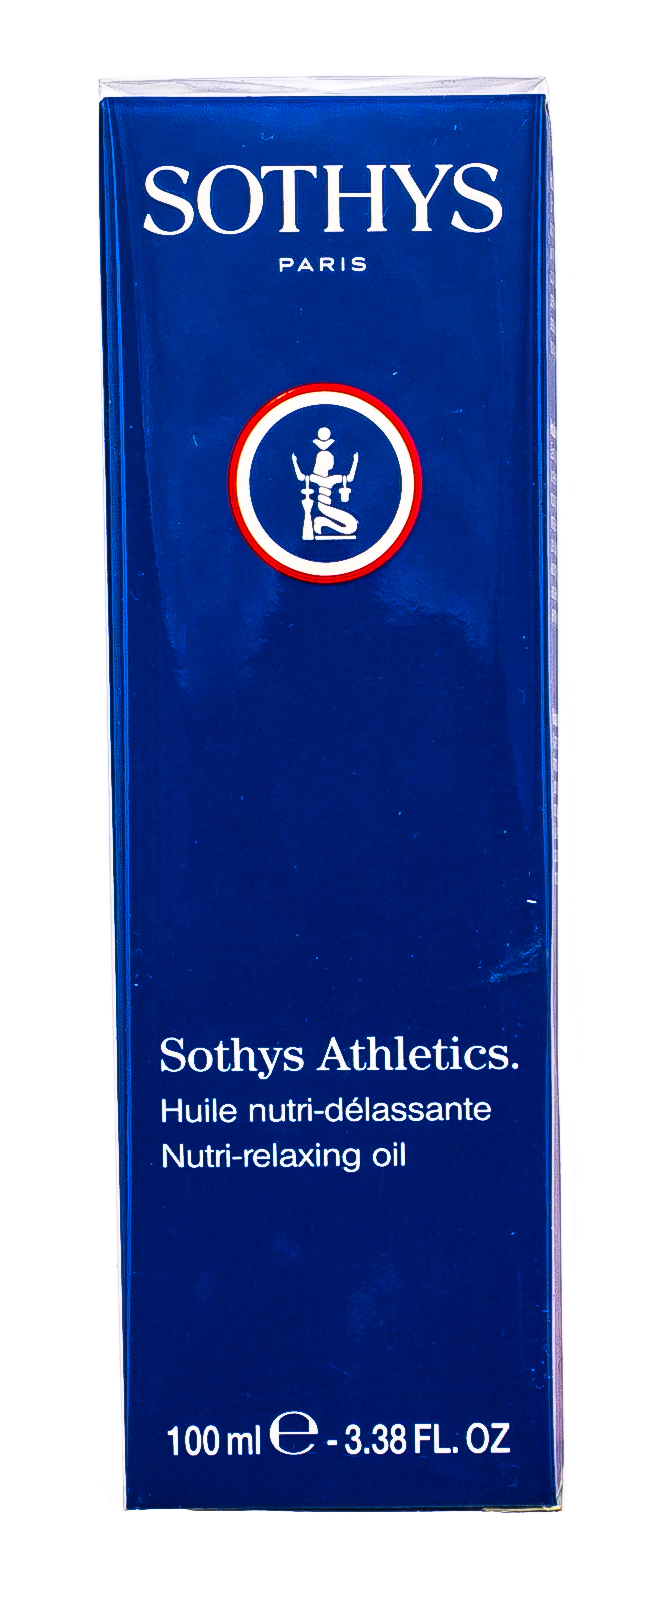 SOTHYS
PARIS
Sothys Athletics.
Huile nutri-délassante
Nutri-relaxing oil
100 ml ℮ - 3.38 FL. OZ